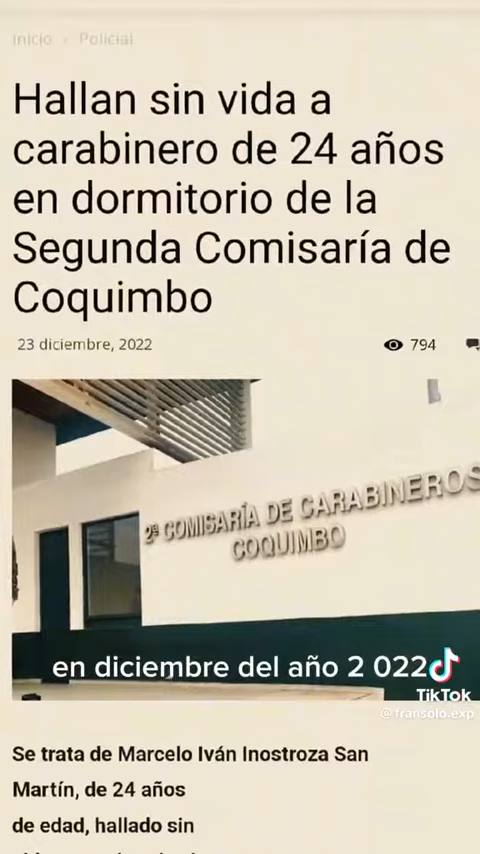 Inicio > Policial
Hallan sin vida a
carabinero de 24 años
en dormitorio de la
Segunda Comisaría de
Coquimbo
23 diciembre, 2022 794
2ª COMISARÍA DE CARABINEROS
COQUIMBO
en diciembre del año 2 022
TikTok
@fransolo.exp
Se trata de Marcelo Iván Inostroza San
Martín, de 24 años
de edad, hallado sin